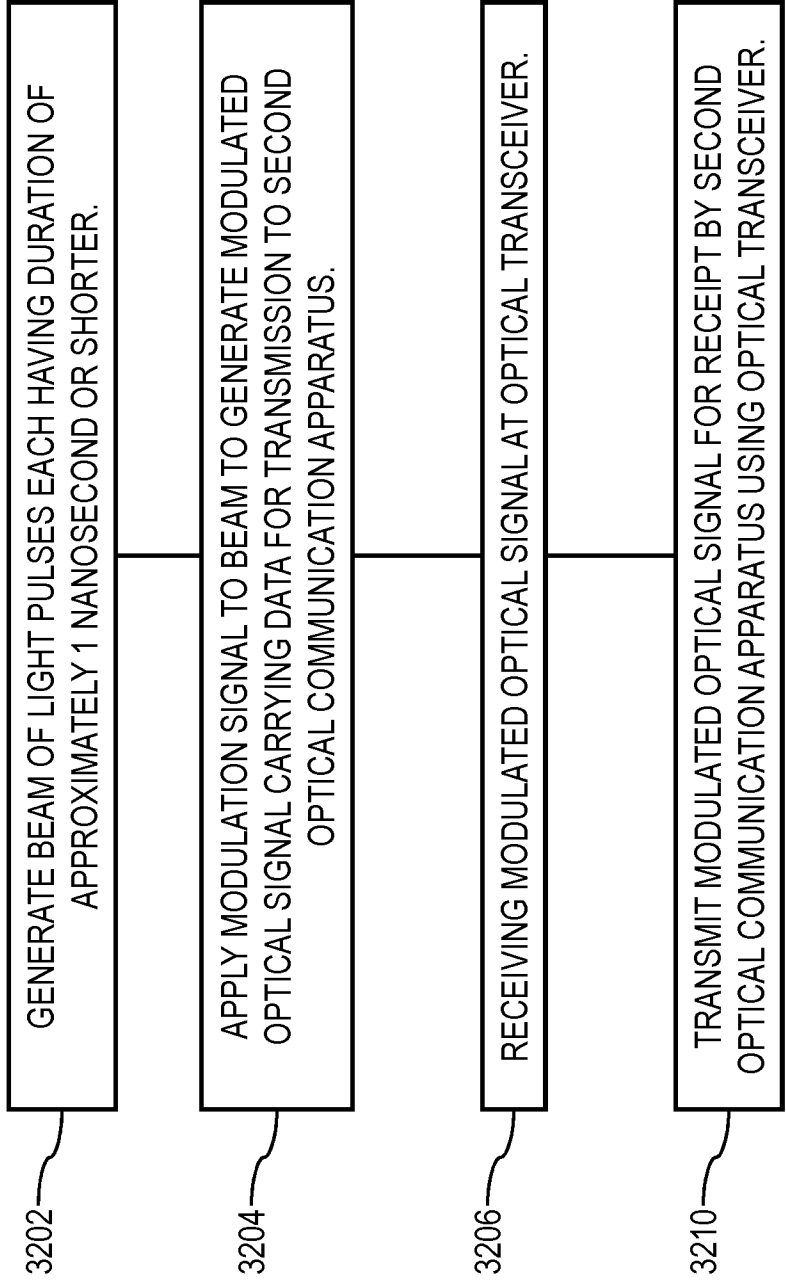 3202
GENERATE BEAM OF LIGHT PULSES EACH HAVING DURATION OF
APPROXIMATELY 1 NANOSECOND OR SHORTER.
3204
APPLY MODULATION SIGNAL TO BEAM TO GENERATE MODULATED
OPTICAL SIGNAL CARRYING DATA FOR TRANSMISSION TO SECOND
OPTICAL COMMUNICATION APPARATUS.
3206
RECEIVING MODULATED OPTICAL SIGNAL AT OPTICAL TRANSCEIVER.
3210
TRANSMIT MODULATED OPTICAL SIGNAL FOR RECEIPT BY SECOND
OPTICAL COMMUNICATION APPARATUS USING OPTICAL TRANSCEIVER.